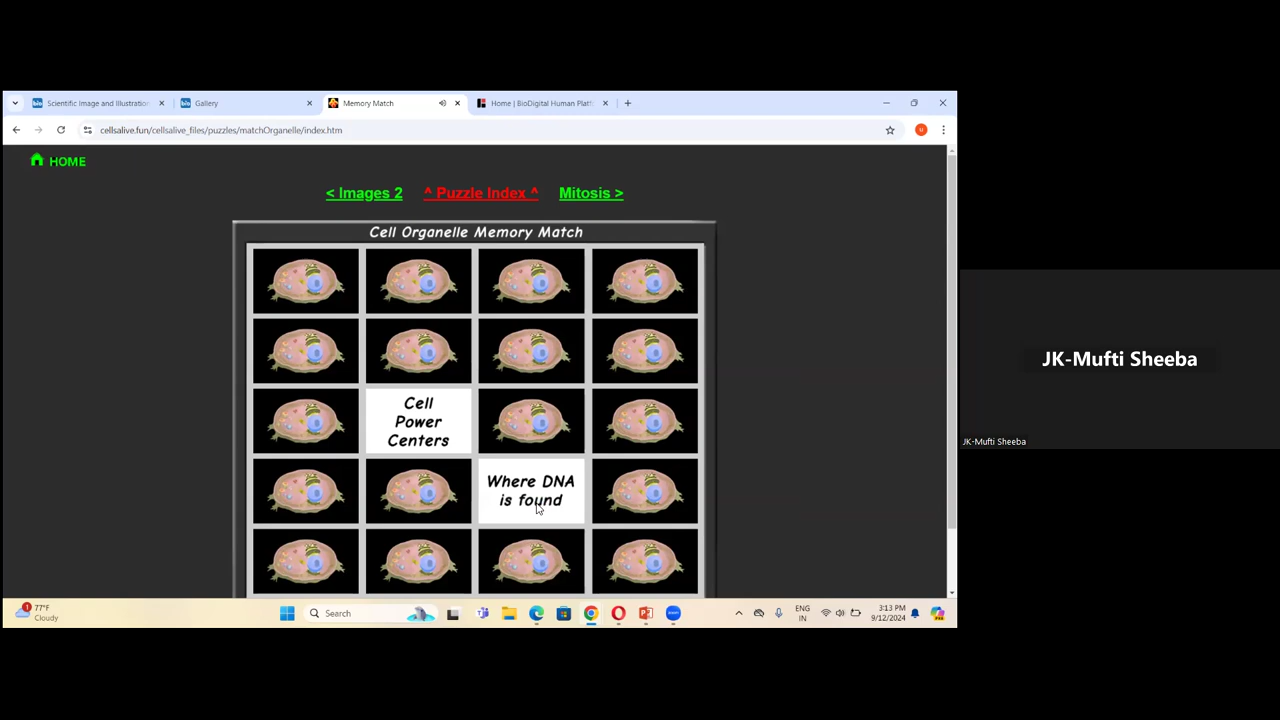 Scientific Image and Illustratio
Gallery
Memory Match
Home | BioDigital Human Platf
cellsalive.fun/cellsalive_files/puzzles/matchOrganelle/index.htm
HOME
< Images 2
^ Puzzle Index ^
Mitosis >
Cell Organelle Memory Match
Cell
Power
Centers
Where DNA
is found
JK-Mufti Sheeba
JK-Mufti Sheeba
1
77°F
Cloudy
Search
ENG
IN
3:13 PM
9/12/2024